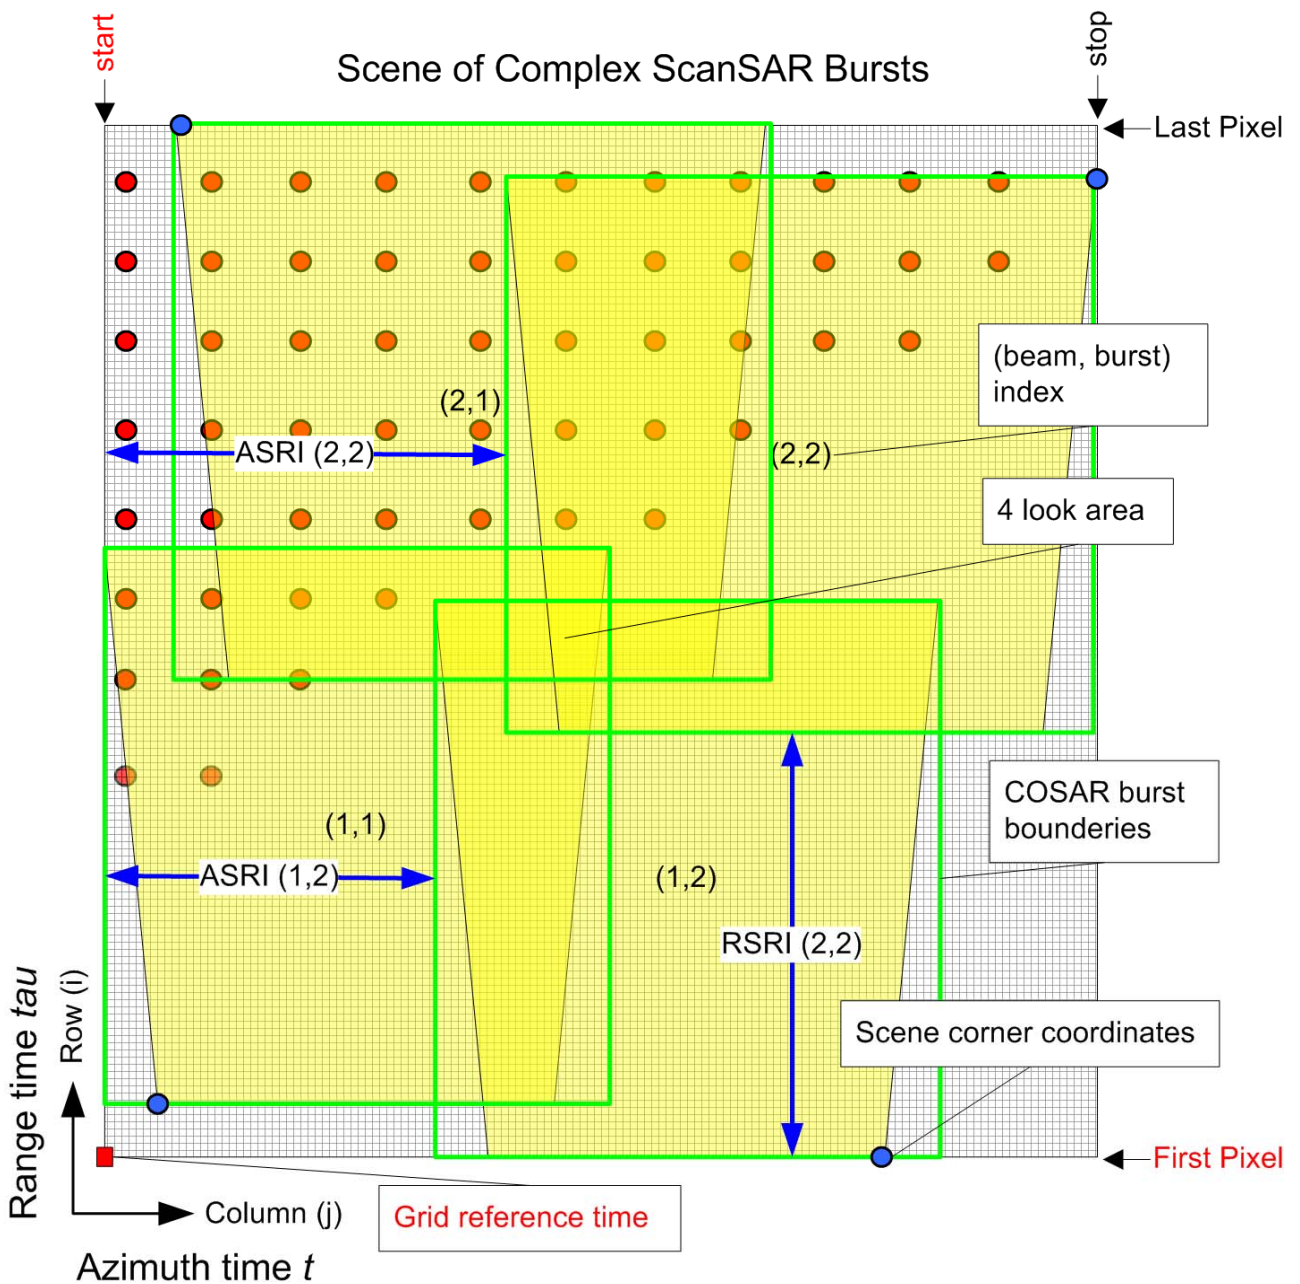 start
stop
Scene of Complex ScanSAR Bursts
Last Pixel
(beam, burst)
index
(2,1)
ASRI (2,2)
(2,2)
4 look area
COSAR burst
bounderies
(1,1)
ASRI (1,2)
(1,2)
RSRI (2,2)
Scene corner coordinates
Range time tau
Row (i)
First Pixel
Column (j)
Grid reference time
Azimuth time t